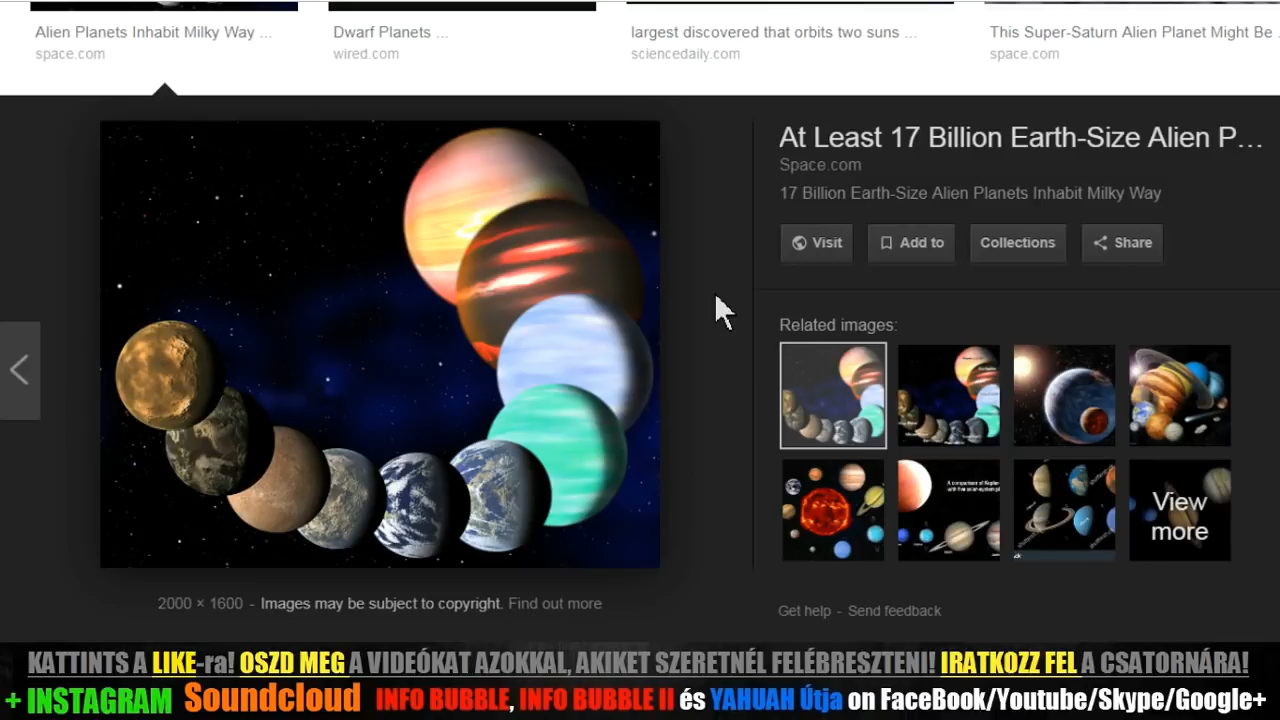 Alien Planets Inhabit Milky Way ...
space.com
Dwarf Planets ...
wired.com
largest discovered that orbits two suns ...
sciencedaily.com
This Super-Saturn Alien Planet Might Be
space.com
At Least 17 Billion Earth-Size Alien P...
Space.com
17 Billion Earth-Size Alien Planets Inhabit Milky Way
Visit
Add to
Collections
Share
Related images:
View
more
2000 × 1600 - Images may be subject to copyright. Find out more
Get help - Send feedback
KATTINTS A LIKE-ra! OSZD MEG A VIDEÓKAT AZOKKAL, AKIKET SZERETNÉL FELÉBRESZTENI! IRATKOZZ FEL A CSATORNÁRA!
+ INSTAGRAM Soundcloud INFO BUBBLE, INFO BUBBLE II és YAHUAH Útja on FaceBook/Youtube/Skype/Google+